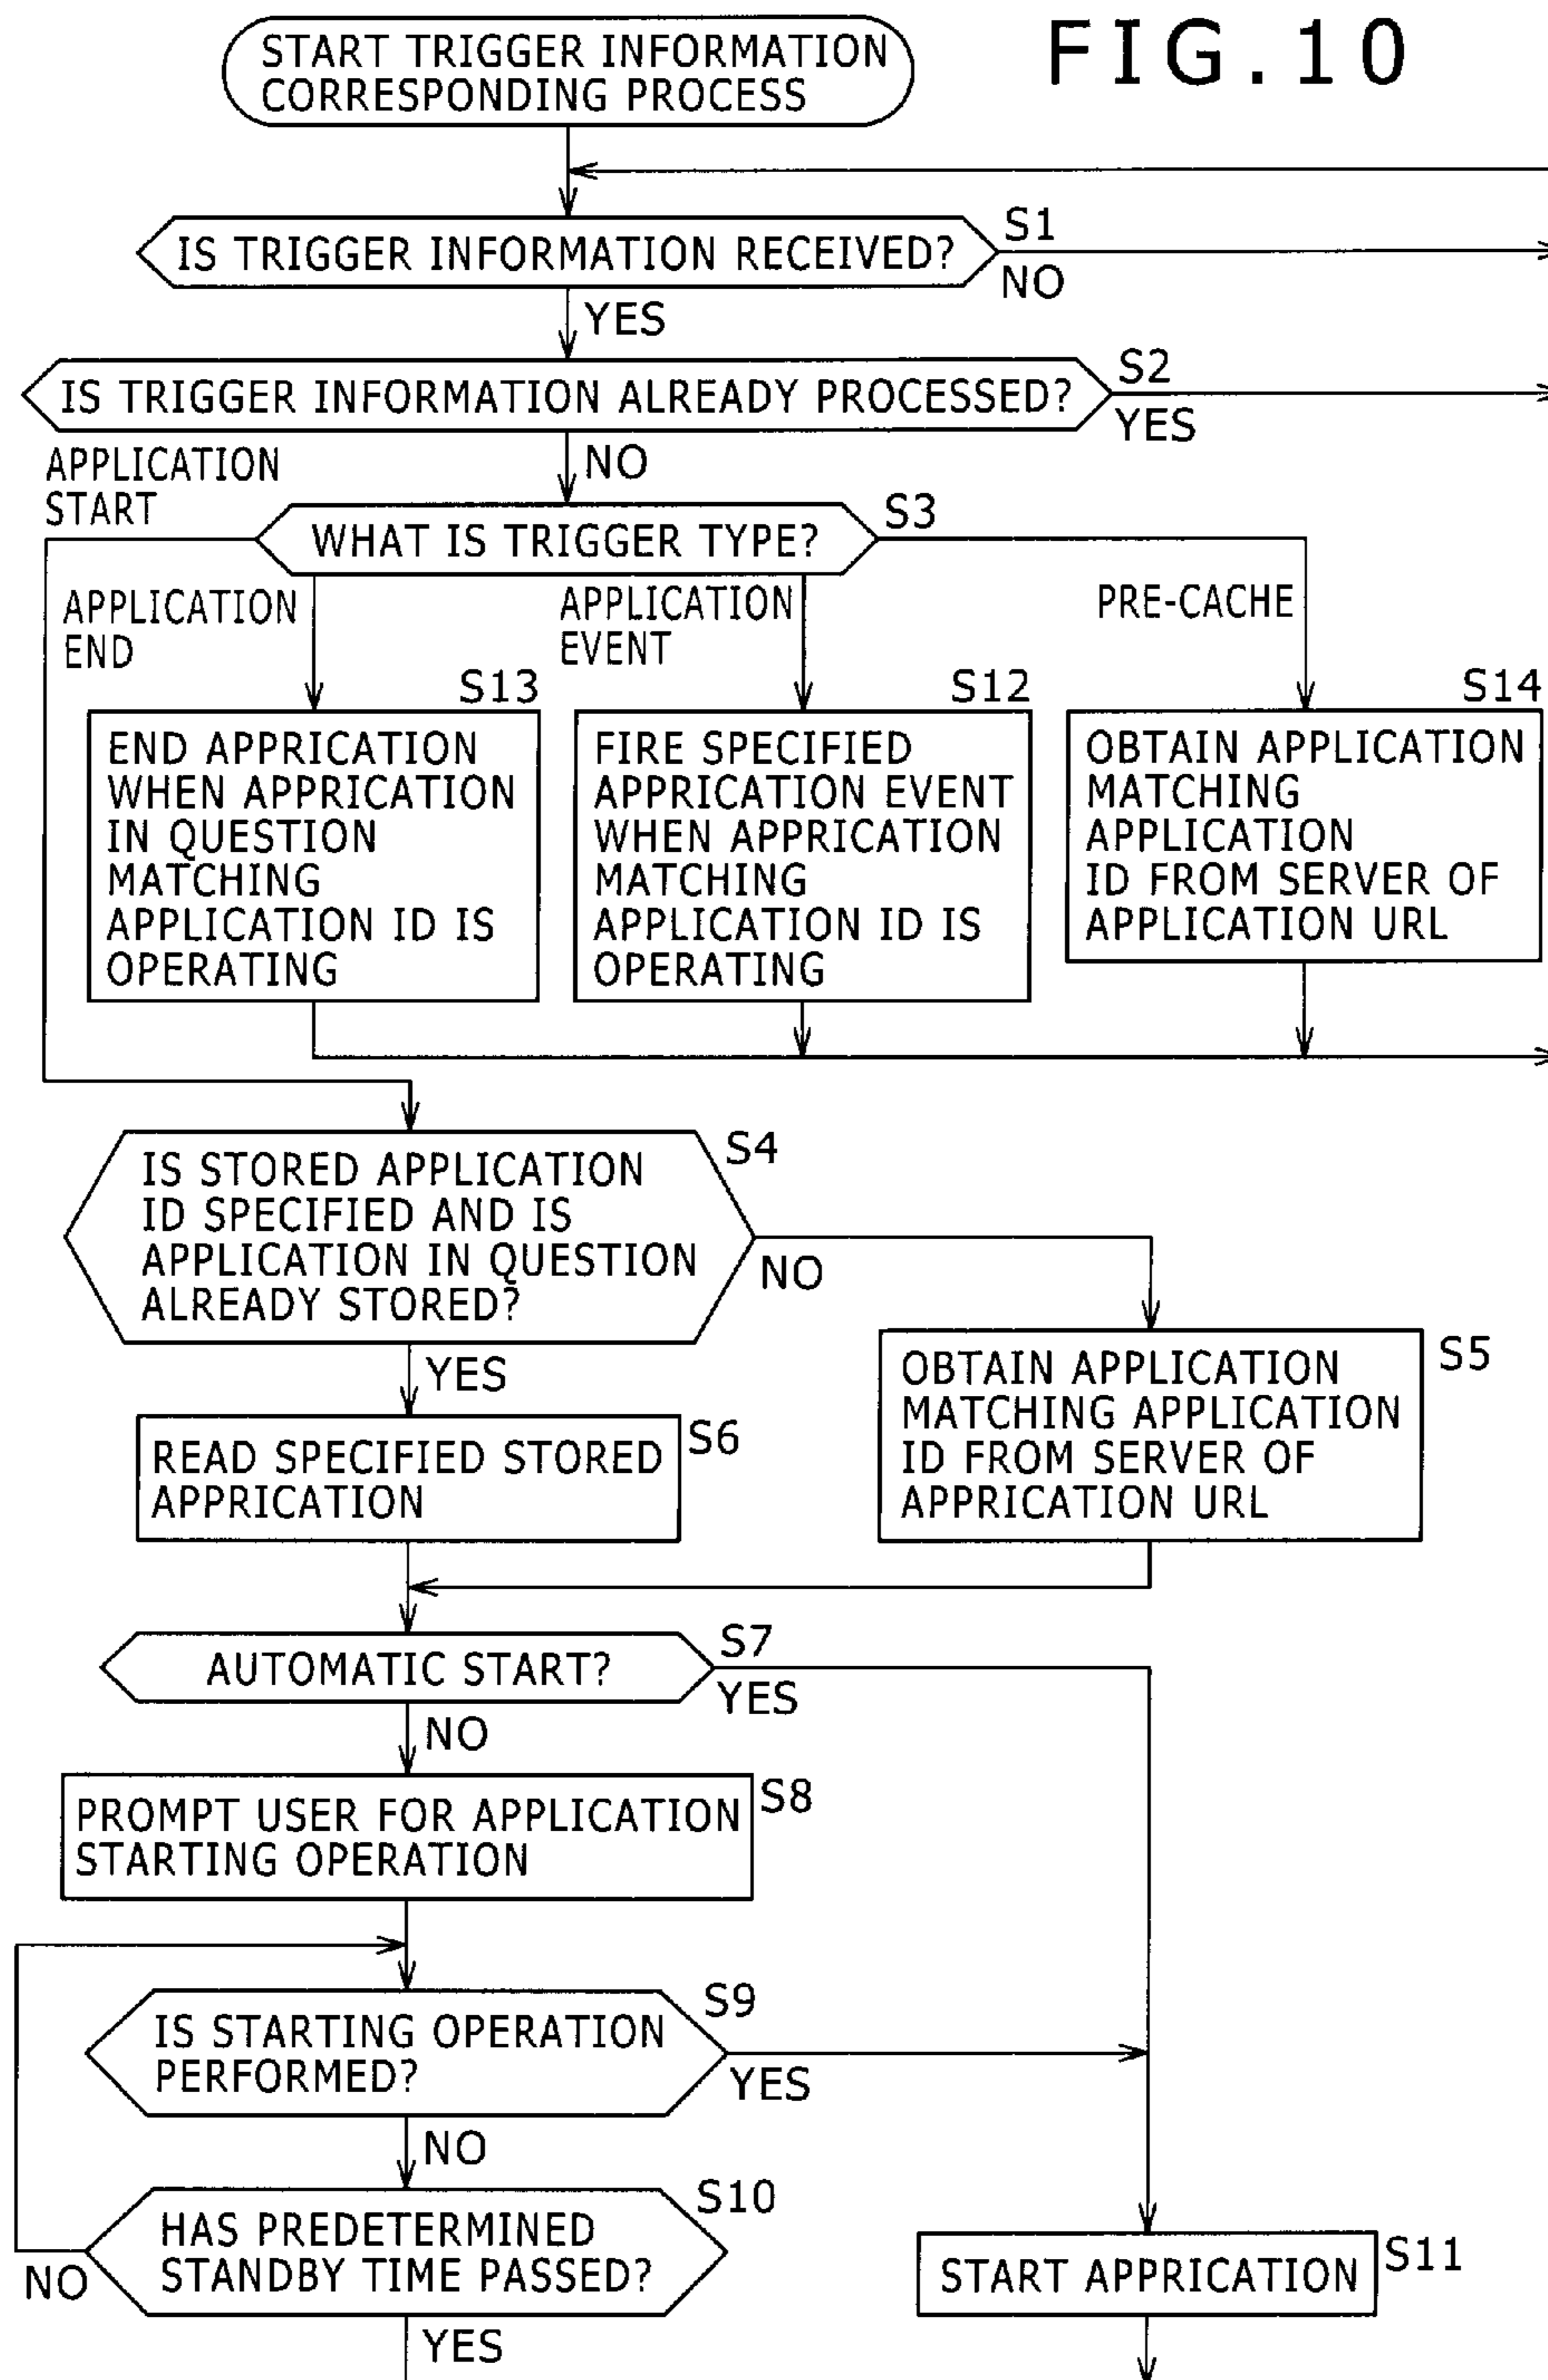 START TRIGGER INFORMATION
CORRESPONDING PROCESS
FIG.10
IS TRIGGER INFORMATION RECEIVED?
S1
NO
YES
IS TRIGGER INFORMATION ALREADY PROCESSED?
S2
YES
NO
APPLICATION
START
WHAT IS TRIGGER TYPE?
S3
APPLICATION
END
APPLICATION
EVENT
PRE-CACHE
S13
END APPRICATION
WHEN APPRICATION
IN QUESTION
MATCHING
APPLICATION ID IS
OPERATING
S12
FIRE SPECIFIED
APPRICATION EVENT
WHEN APPRICATION
MATCHING
APPLICATION ID IS
OPERATING
S14
OBTAIN APPLICATION
MATCHING
APPLICATION
ID FROM SERVER OF
APPLICATION URL
IS STORED APPLICATION
ID SPECIFIED AND IS
APPLICATION IN QUESTION
ALREADY STORED?
S4
NO
YES
OBTAIN APPLICATION
MATCHING APPLICATION
ID FROM SERVER OF
APPRICATION URL
S5
READ SPECIFIED STORED
APPRICATION
S6
AUTOMATIC START?
S7
YES
NO
PROMPT USER FOR APPLICATION
STARTING OPERATION
S8
IS STARTING OPERATION
PERFORMED?
S9
YES
NO
HAS PREDETERMINED
STANDBY TIME PASSED?
S10
NO
YES
START APPRICATION
S11